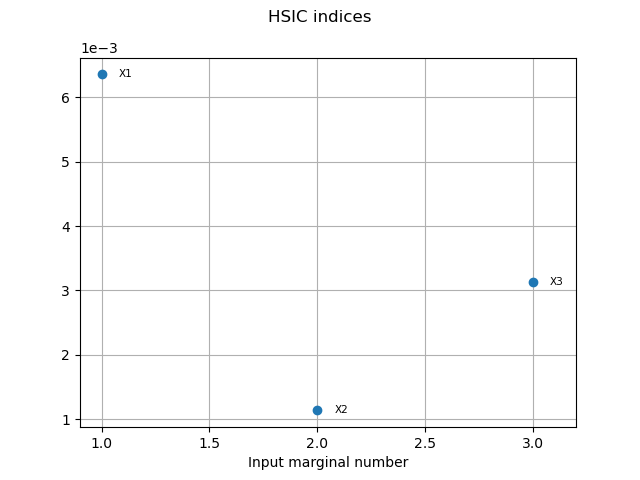 HSIC indices
1e−3
6
5
4
3
2
1
X1
X3
X2
1.0 1.5 2.0 2.5 3.0
Input marginal number